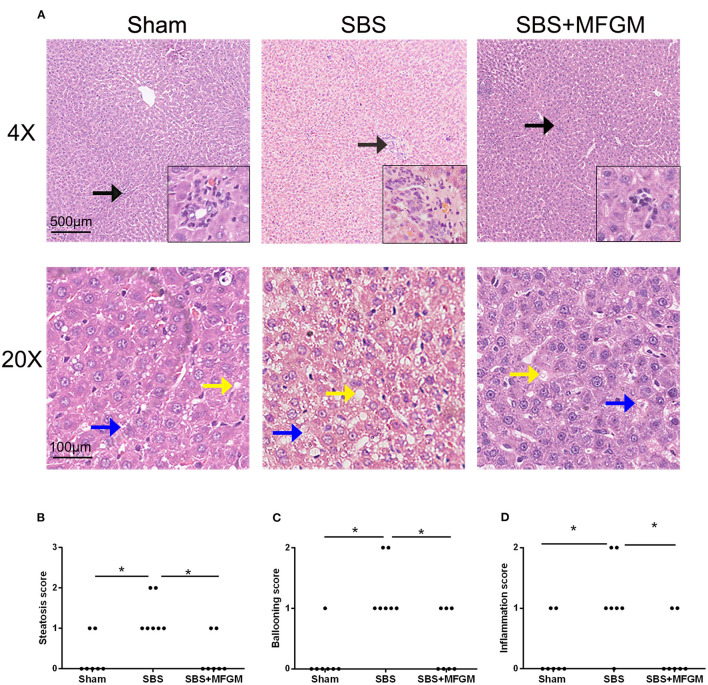 A
Sham SBS SBS+MFGM
4X
500µm
20X
100µm
B C D
* *
* *
* *
Steatosis score
3
2
1
0
Sham SBS SBS+MFGM
Ballooning score
2
1
0
Sham SBS SBS+MFGM
Inflammation score
2
1
0
Sham SBS SBS+MFGM